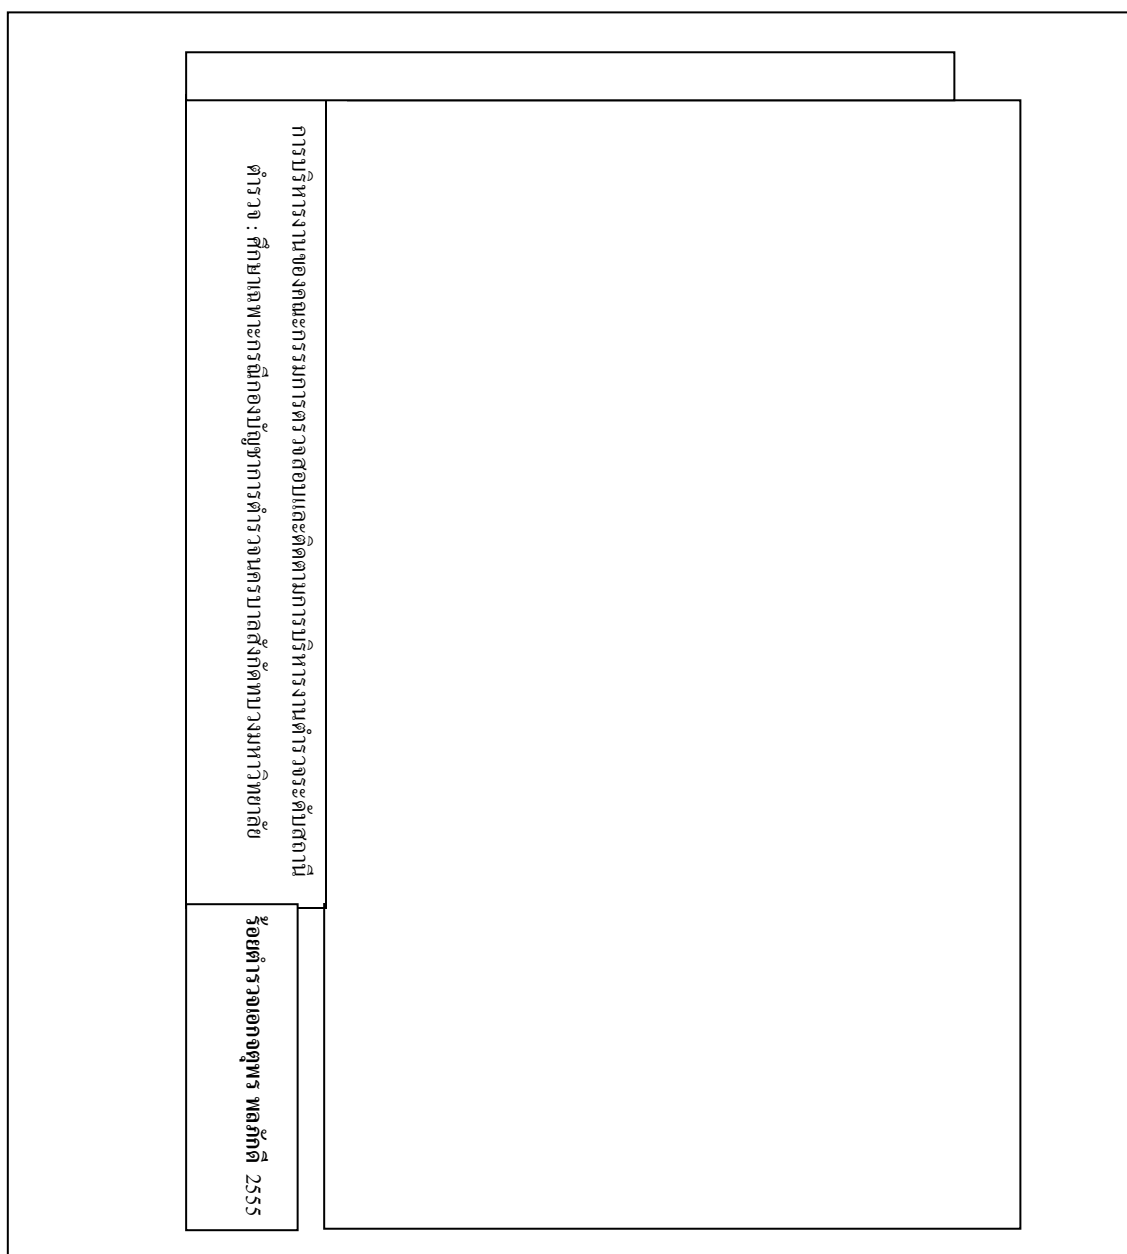 การบริหารงานของคณะกรรมการตรวจสอบและติดตามการบริหารงานตำรวจระดับสถานี
ตำรวจ : ศึกษาเฉพาะกรณีกองบัญชาการตำรวจนครบาลสังกัดทบวงมหาวิทยาลัย
ร้อยตำรวจเอกจตุพร พลภักดี 2555